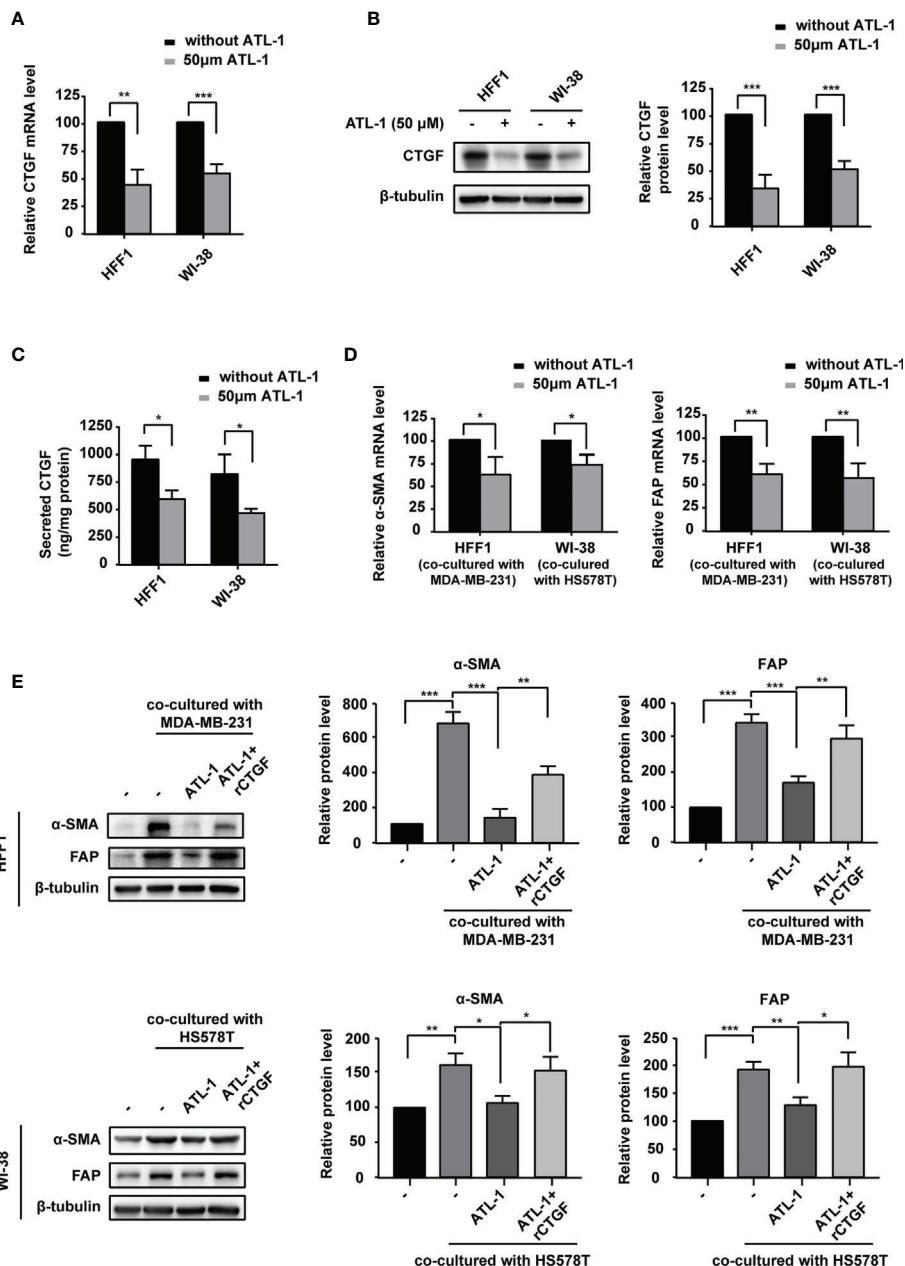 A
without ATL-1
50μm ATL-1
Relative CTGF mRNA level
125
100
75
50
25
0
**
***
HFF1
WI-38
B
HFF1
WI-38
ATL-1 (50 μM)
- + - +
CTGF
β-tubulin
without ATL-1
50μm ATL-1
Relative CTGF
protein level
125
100
75
50
25
0
***
***
HFF1
WI-38
C
without ATL-1
50μm ATL-1
Secreted CTGF
(ng/mg protein)
1250
1000
750
500
250
0
*
*
HFF1
WI-38
D
without ATL-1
50μm ATL-1
Relative α-SMA mRNA level
125
100
75
50
25
0
*
*
HFF1
(co-cultured with
MDA-MB-231)
WI-38
(co-culured
with HS578T)
without ATL-1
50μm ATL-1
Relative FAP mRNA level
125
100
75
50
25
0
**
**
HFF1
(co-cultured with
MDA-MB-231)
WI-38
(co-culured
with HS578T)
E
co-cultured with
MDA-MB-231
-
-
ATL-1
ATL-1+
rCTGF
HFF1
α-SMA
FAP
β-tubulin
α-SMA
Relative protein level
800
600
400
200
0
***
***
**
-
-
ATL-1
ATL-1+
rCTGF
co-cultured with
MDA-MB-231
FAP
Relative protein level
400
300
200
100
0
***
***
**
-
-
ATL-1
ATL-1+
rCTGF
co-cultured with
MDA-MB-231
co-cultured with
HS578T
-
-
ATL-1
ATL-1+
rCTGF
WI-38
α-SMA
FAP
β-tubulin
α-SMA
Relative protein level
200
150
100
50
0
**
*
*
-
-
ATL-1
ATL-1+
rCTGF
co-cultured with HS578T
FAP
Relative protein level
250
200
150
100
50
0
***
**
*
-
-
ATL-1
ATL-1+
rCTGF
co-cultured with HS578T